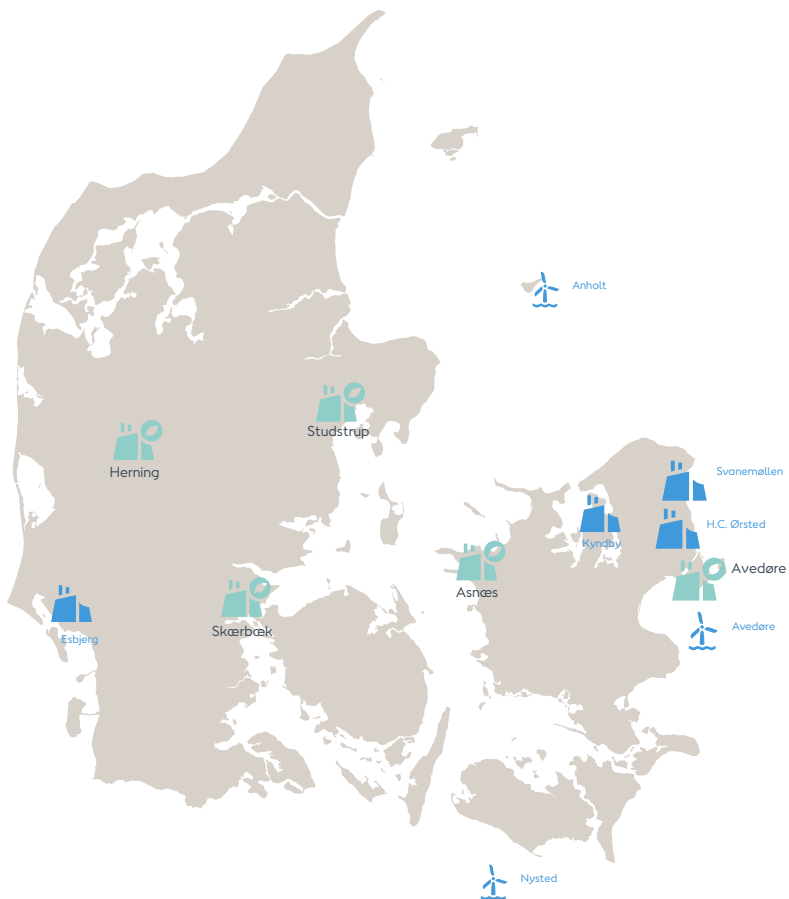 Anholt
Studstrup
Herning
Svanemøllen
H.C. Ørsted
Kyndby
Avedøre
Asnæs
Avedøre
Skærbæk
Esbjerg
Nysted